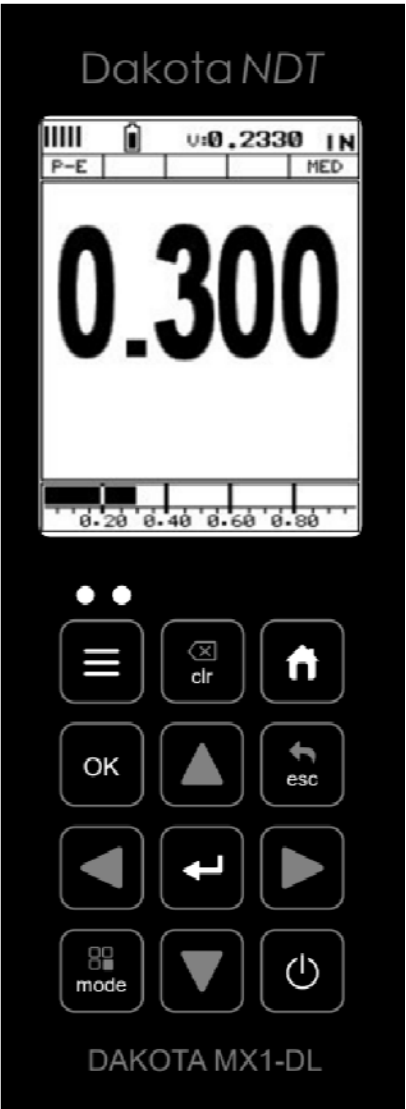 Dakota NDT
V:0.2330 IN
P-E MED
0.300
0.20 0.40 0.60 0.80
clr
OK
esc
mode
DAKOTA MX1-DL